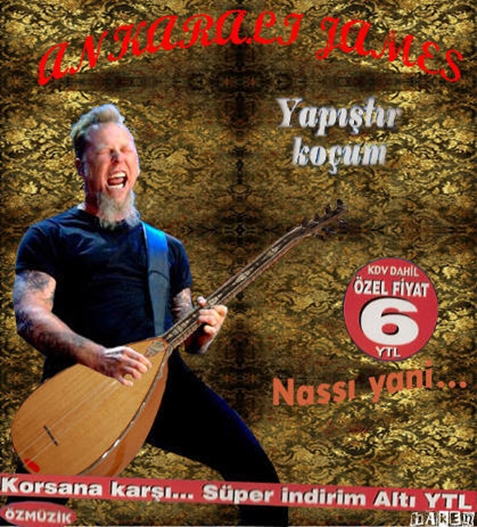 ANKARALI JAMES
Yapıştır
koçum
KDV DAHİL
ÖZEL FİYAT
6
YTL
Nassı yani...
Korsana karşı... Süper indirim Altı YTL
ÖZMÜZİK
DAKEN